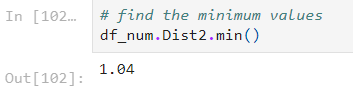 In [102…
# find the minimum values
df_num.Dist2.min()
Out[102]:
1.04